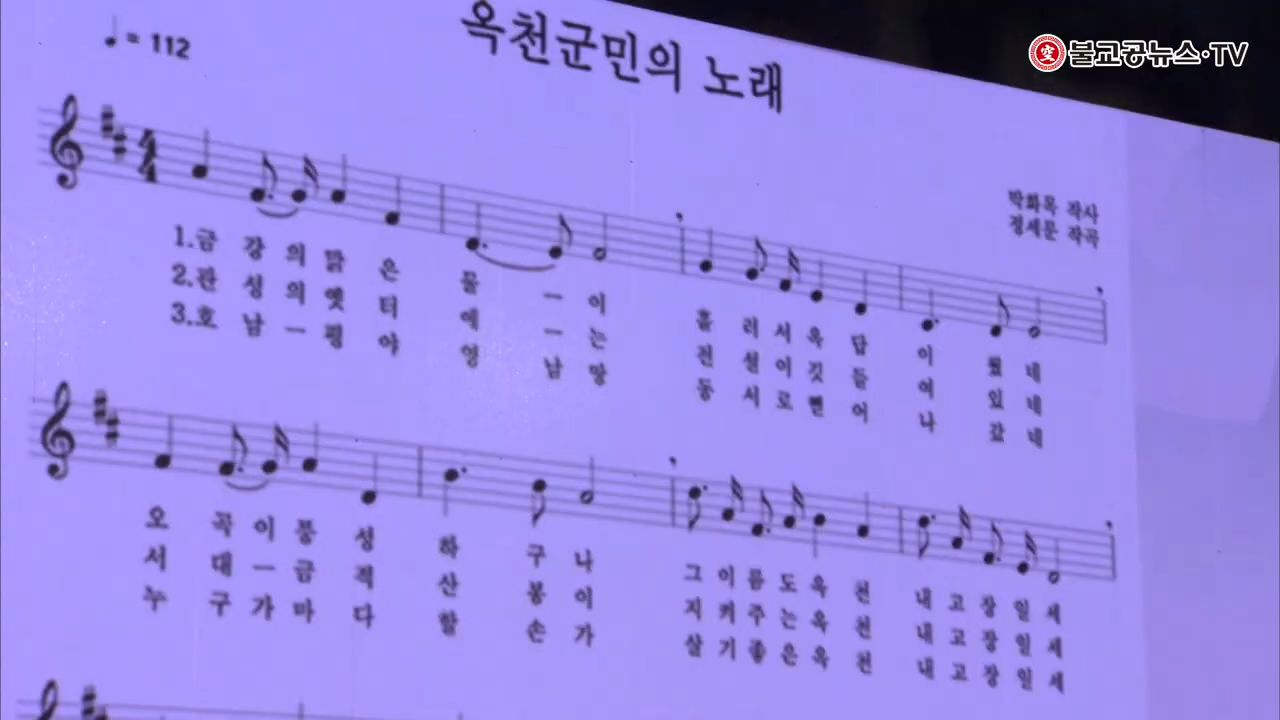 空 불교공뉴스·TV
옥천군민의 노래
♩= 112
박화목 작사
정세문 작곡
4/4
1.금 강 의 맑 은 물 ー 이 흘 러 서 옥 답 이 됐 네
2.관 성 의 옛 터 에 ー 는 전 설 이 깃 들 여 있 네
3.호 남 ー 평 야 영 남 땅 동 서 로 뻗 어 나 갔 네
오 곡 이 풍 성 하 구 나 그 이 름 도 옥 천 내 고 장 일 세
서 대 ー 금 적 산 봉 이 지 켜 주 는 옥 천 내 고 장 일 세
누 구 가 마 다 할 손 가 살 기 좋 은 옥 천 내 고 장 일 세